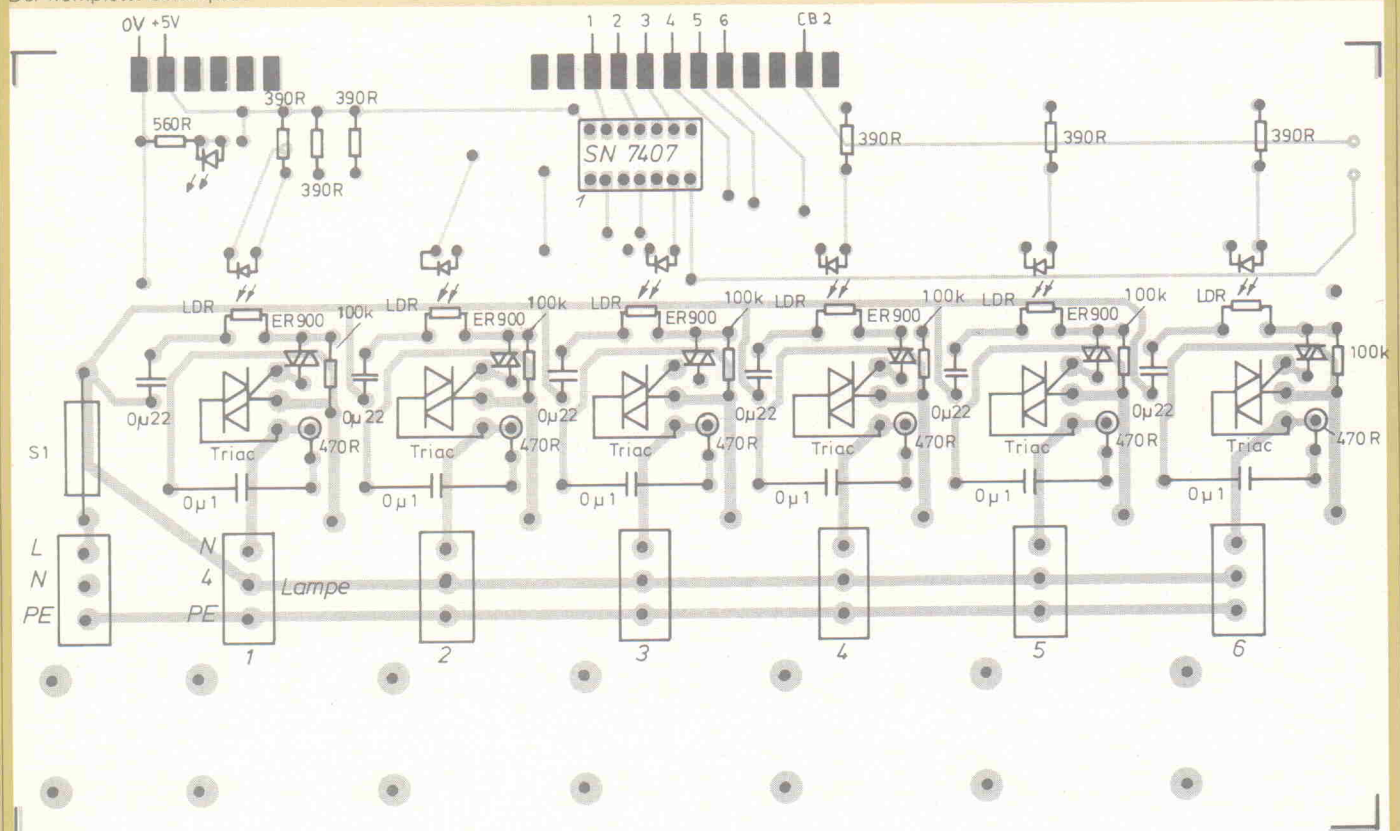 0V +5V
1 2 3 4 5 6 CB 2
390R 390R
560R
390R
SN 7407
1
390R
390R
390R
LDR ER900 100k
LDR ER900 100k
LDR ER900 100k
LDR ER900 100k
LDR ER900 100k
LDR 100k
0µ22
0µ22
0µ22
0µ22
0µ22
0µ22
Triac 470R
Triac 470R
Triac 470R
Triac 470R
Triac 470R
Triac 470R
S1
0µ1
0µ1
0µ1
0µ1
0µ1
0µ1
L N
N 4 Lampe
PE PE
1 2 3 4 5 6